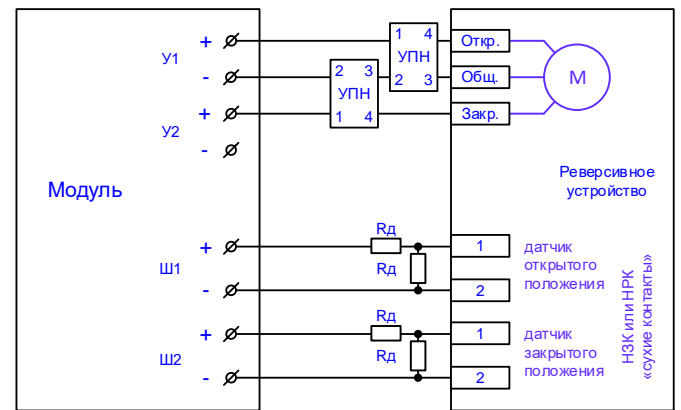 +
1 4
Откр.
У1
УПН
-
2 3
2 3
Общ.
М
УПН
+
1 4
Закр.
У2
-
Реверсивное
устройство
Модуль
Rд
+
1
датчик
Ш1
Rд
открытого
-
2
положения
Rд
+
1
датчик
Ш2
Rд
закрытого
-
2
положения
НЗК или НРК
«сухие контакты»